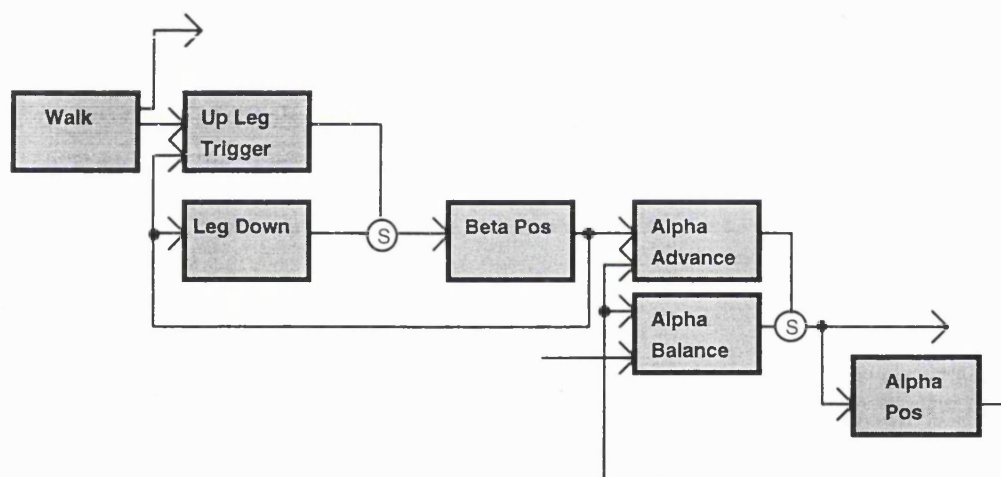 Walk
Up Leg
Trigger
Leg Down
S
Beta Pos
Alpha
Advance
Alpha
Balance
S
Alpha
Pos